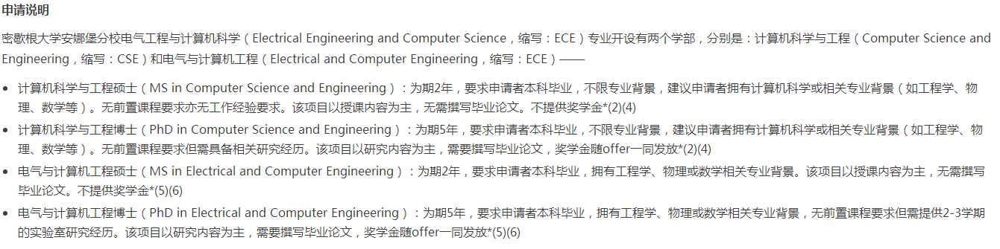 申请说明
密歇根大学安娜堡分校电气工程与计算机科学（Electrical Engineering and Computer Science，缩写：ECE）专业开设有两个学部，分别是：计算机科学与工程（Computer Science and
Engineering，缩写：CSE）和电气与计算机工程（Electrical and Computer Engineering，缩写：ECE）——
• 计算机科学与工程硕士（MS in Computer Science and Engineering）：为期2年，要求申请者本科毕业，不限专业背景，建议申请者拥有计算机科学或相关专业背景（如工程学、物
理、数学等）。无前置课程要求亦无工作经验要求。该项目以授课内容为主，无需撰写毕业论文。不提供奖学金*(2)(4)
• 计算机科学与工程博士（PhD in Computer Science and Engineering）：为期5年，要求申请者本科毕业，不限专业背景，建议申请者拥有计算机科学或相关专业背景（如工程学、物
理、数学等）。无前置课程要求但需具备相关研究经历。该项目以研究内容为主，需要撰写毕业论文，奖学金随offer一同发放*(2)(4)
• 电气与计算机工程硕士（MS in Electrical and Computer Engineering）：为期2年，要求申请者本科毕业，拥有工程学、物理或数学相关专业背景。该项目以授课内容为主，无需撰写
毕业论文。不提供奖学金*(5)(6)
• 电气与计算机工程博士（PhD in Electrical and Computer Engineering）：为期5年，要求申请者本科毕业，拥有工程学、物理或数学相关专业背景，无前置课程要求但需提供2-3学期
的实验室研究经历。该项目以研究内容为主，需要撰写毕业论文，奖学金随offer一同发放*(5)(6)